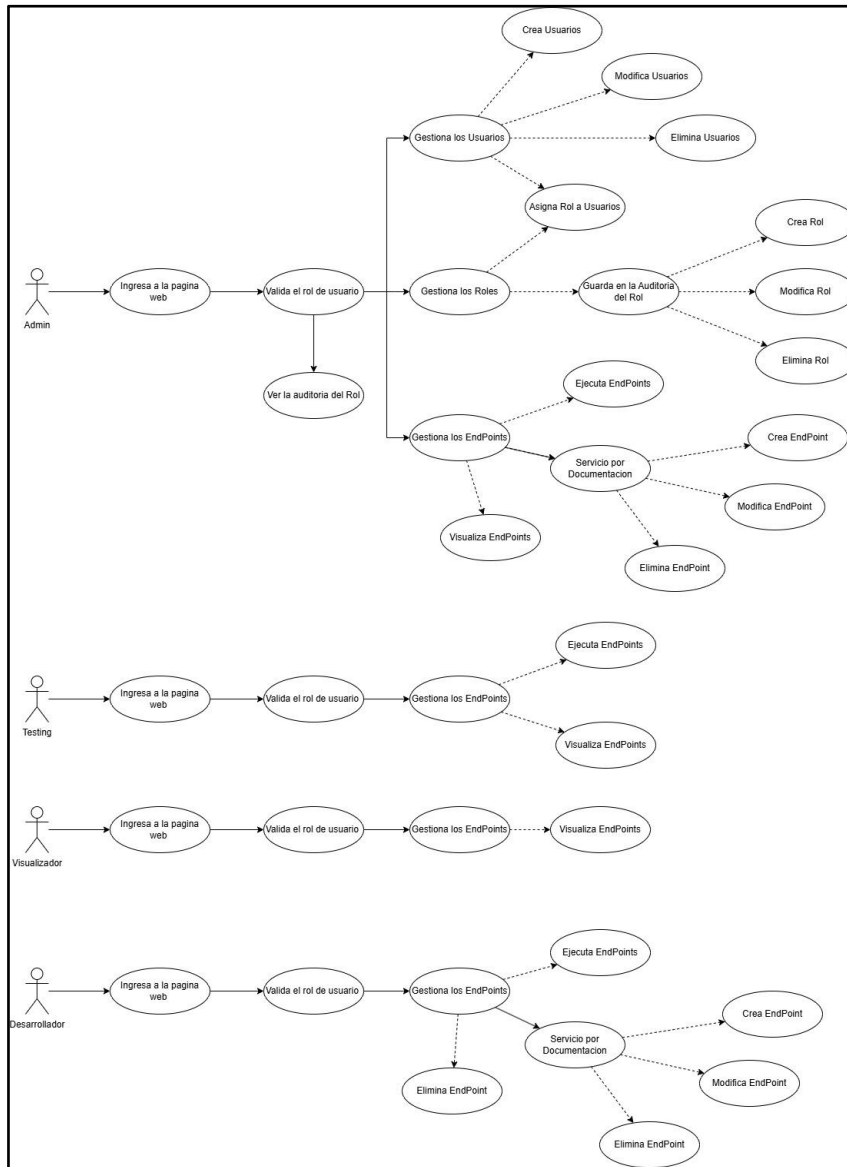 Crea Usuarios
Modifica Usuarios
Gestiona los Usuarios
Elimina Usuarios
Asigna Rol a Usuarios
Crea Rol
Admin
Ingresa a la pagina
web
Valida el rol de usuario
Gestiona los Roles
Guarda en la Auditoria
del Rol
Modifica Rol
Elimina Rol
Ver la auditoria del Rol
Ejecuta EndPoints
Gestiona los EndPoints
Crea EndPoint
Servicio por
Documentacion
Modifica EndPoint
Visualiza EndPoints
Elimina EndPoint
Ejecuta EndPoints
Testing
Ingresa a la pagina
web
Valida el rol de usuario
Gestiona los EndPoints
Visualiza EndPoints
Visualizador
Ingresa a la pagina
web
Valida el rol de usuario
Gestiona los EndPoints
Visualiza EndPoints
Ejecuta EndPoints
Desarrollador
Ingresa a la pagina
web
Valida el rol de usuario
Gestiona los EndPoints
Crea EndPoint
Servicio por
Documentacion
Modifica EndPoint
Elimina EndPoint
Elimina EndPoint